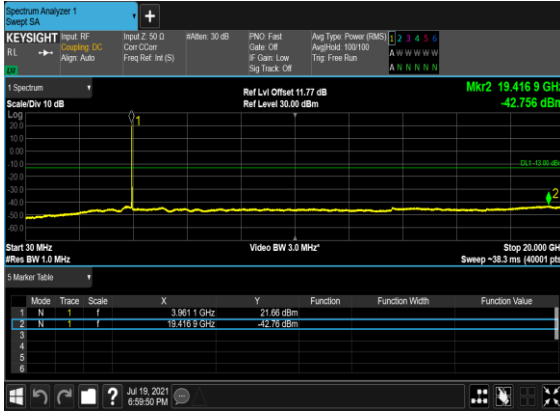 Spectrum Analyzer 1
Swept SA
+
KEYSIGHT
RL
Input: RF
Coupling: DC
Align: Auto
Input Z: 50 Ω
Corr CCorr
Freq Ref: Int (S)
#Atten: 30 dB
PNO: Fast
Gate: Off
IF Gain: Low
Sig Track: Off
Avg Type: Power (RMS)
Avg|Hold: 100/100
Trig: Free Run
1 2 3 4 5 6
A W W W W W
A N N N N N
1 Spectrum
Scale/Div 10 dB
Ref Lvl Offset 11.77 dB
Ref Level 30.00 dBm
Mkr2 19.416 9 GHz
-42.756 dBm
Log
20.0
10.0
0.00
-10.0
-20.0
-30.0
-40.0
-50.0
-60.0
1
DL1 -13.00 dBm
2
Start 30 MHz
#Res BW 1.0 MHz
Video BW 3.0 MHz*
Stop 20.000 GH
Sweep ~38.3 ms (40001 pts
5 Marker Table
Mode Trace Scale X Y Function Function Width Function Value
1 N 1 f 3.961 1 GHz 21.66 dBm
2 N 1 f 19.416 9 GHz -42.76 dBm
3
4
5
6
?
Jul 19, 2021
6:59:50 PM